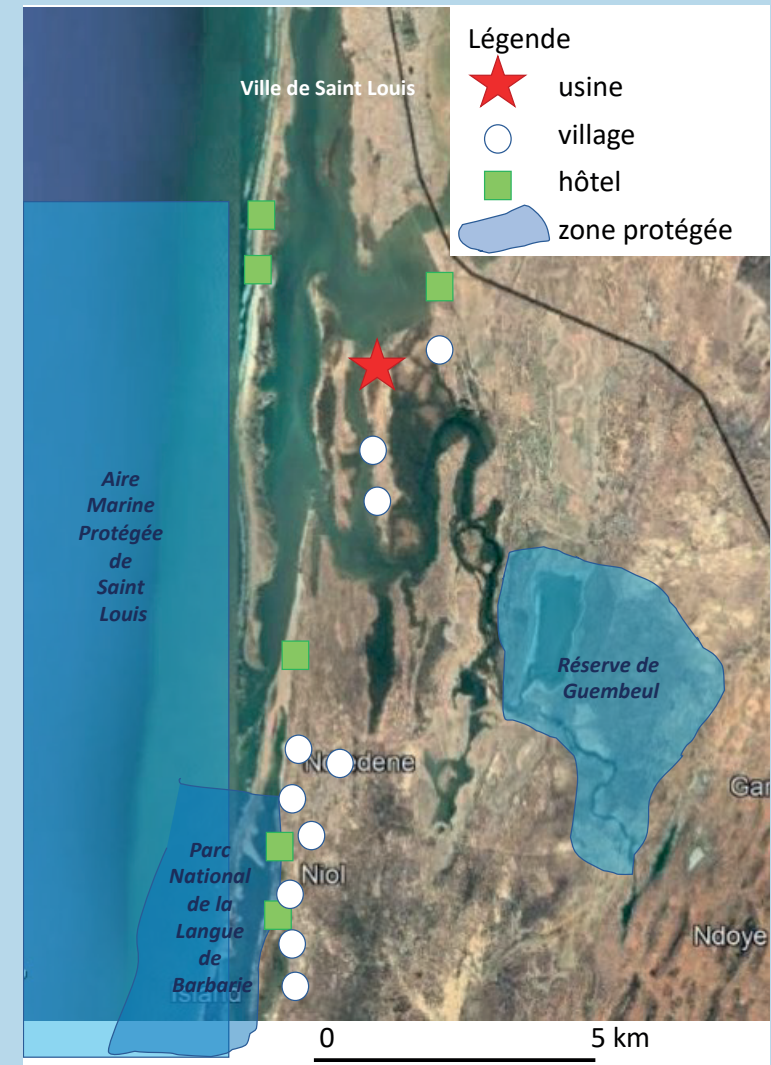 Légende
usine
village
hôtel
zone protégée
Ville de Saint Louis
Aire
Marine
Protégée
de
Saint
Louis
Réserve de
Guembeul
Parc
National
de la
Langue
de
Barbarie
Niol
Ndoye
Island
0 5 km